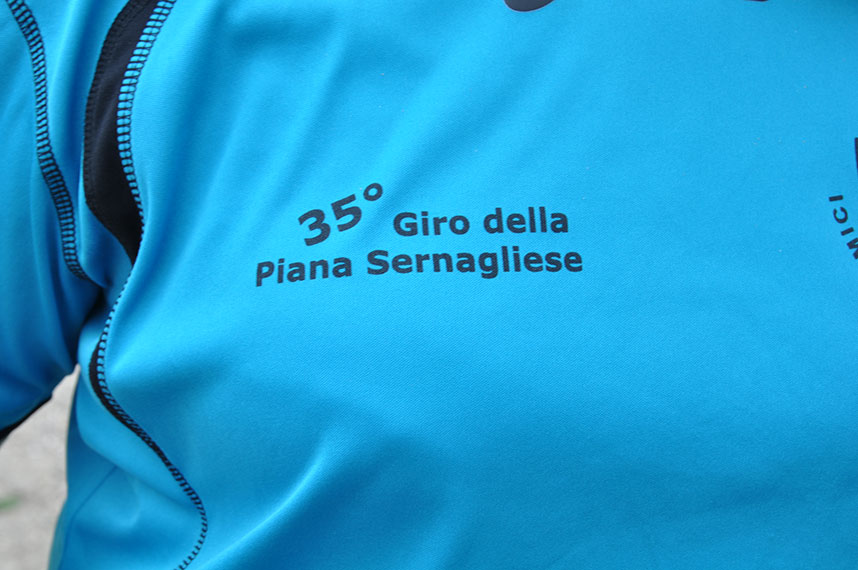 35° Giro della
Piana Sernagliese